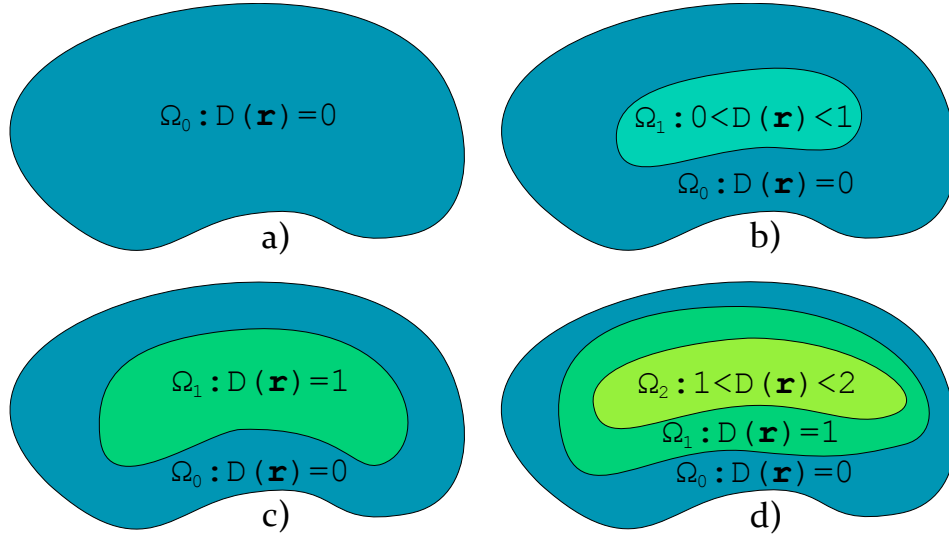 Ω₀:D(r)=0
a)
Ω₁:0<D(r)<1
Ω₀:D(r)=0
b)
Ω₁:D(r)=1
Ω₀:D(r)=0
c)
Ω₂:1<D(r)<2
Ω₁:D(r)=1
Ω₀:D(r)=0
d)